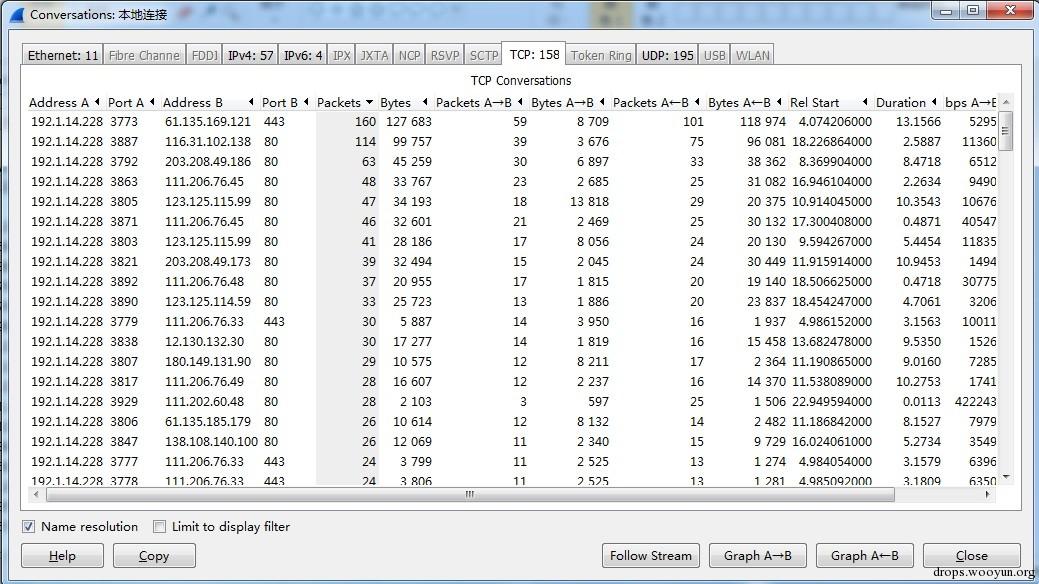 Conversations: 本地连接
Ethernet: 11 Fibre Channel FDDI IPv4: 57 IPv6: 4 IPX JXTA NCP RSVP SCTP TCP: 158 Token Ring UDP: 195 USB WLAN
TCP Conversations
Address A Port A Address B Port B Packets Bytes Packets A→B Bytes A→B Packets A←B Bytes A←B Rel Start Duration bps A→B
192.1.14.228 3773 61.135.169.121 443 160 127 683 59 8 709 101 118 974 4.074206000 13.1566 5295
192.1.14.228 3887 116.31.102.138 80 114 99 757 39 3 676 75 96 081 18.226864000 2.5887 11360
192.1.14.228 3792 203.208.49.186 80 63 45 259 30 6 897 33 38 362 8.369904000 8.4718 6512
192.1.14.228 3863 111.206.76.45 80 48 33 767 23 2 685 25 31 082 16.946104000 2.2634 9490
192.1.14.228 3805 123.125.115.99 80 47 34 193 18 13 818 29 20 375 10.914045000 10.3543 10676
192.1.14.228 3871 111.206.76.45 80 46 32 601 21 2 469 25 30 132 17.300408000 0.4871 40547
192.1.14.228 3803 123.125.115.99 80 41 28 186 17 8 056 24 20 130 9.594267000 5.4454 11835
192.1.14.228 3821 203.208.49.173 80 39 32 494 15 2 045 24 30 449 11.915914000 10.9453 1494
192.1.14.228 3892 111.206.76.48 80 37 20 955 17 1 815 20 19 140 18.506625000 0.4718 30775
192.1.14.228 3890 123.125.114.59 80 33 25 723 13 1 886 20 23 837 18.454247000 4.7061 3206
192.1.14.228 3779 111.206.76.33 443 30 5 887 14 3 950 16 1 937 4.986152000 3.1563 10011
192.1.14.228 3838 12.130.132.30 80 30 17 277 14 1 819 16 15 458 13.682478000 9.5350 1526
192.1.14.228 3807 180.149.131.90 80 29 10 575 12 8 211 17 2 364 11.190865000 9.0160 7285
192.1.14.228 3817 111.206.76.49 80 28 16 607 12 2 237 16 14 370 11.538089000 10.2753 1741
192.1.14.228 3929 111.202.60.48 80 28 2 103 3 597 25 1 506 22.949594000 0.0113 422243
192.1.14.228 3806 61.135.185.179 80 26 10 614 12 8 132 14 2 482 11.186842000 8.1527 7979
192.1.14.228 3847 138.108.140.100 80 26 12 069 11 2 340 15 9 729 16.024061000 5.2734 3549
192.1.14.228 3777 111.206.76.33 443 24 3 799 11 2 525 13 1 274 4.984054000 3.1579 6396
192.1.14.228 3778 111.206.76.33 443 24 3 806 11 2 525 13 1 281 4.985092000 3.1809 6350
Name resolution Limit to display filter
Help Copy Follow Stream Graph A→B Graph A←B Close
drops.wooyun.org